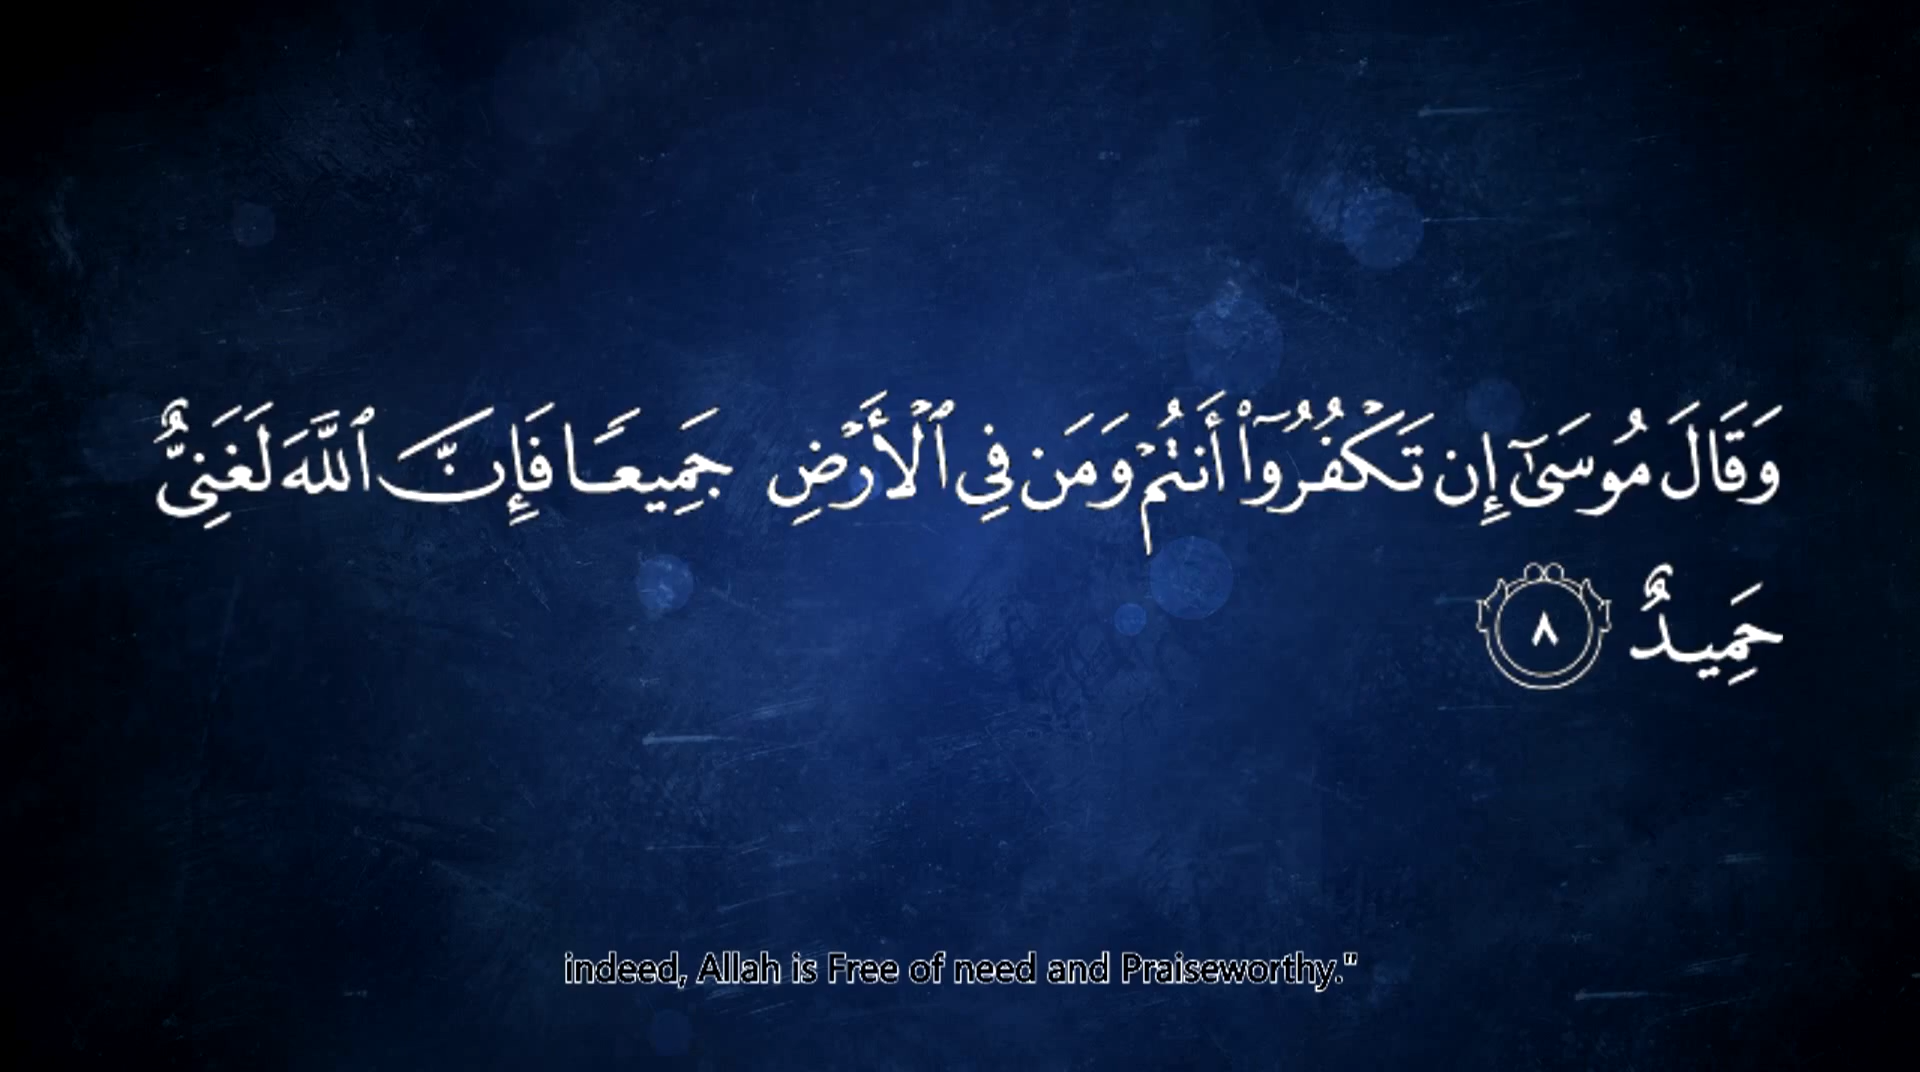 وَقَالَ مُوسَىٰٓ إِن تَكْفُرُوٓا۟ أَنتُمْ وَمَن فِى ٱلْأَرْضِ جَمِيعًا فَإِنَّ ٱللَّهَ لَغَنِىٌّ
حَمِيدٌ ٨
indeed, Allah is Free of need and Praiseworthy."